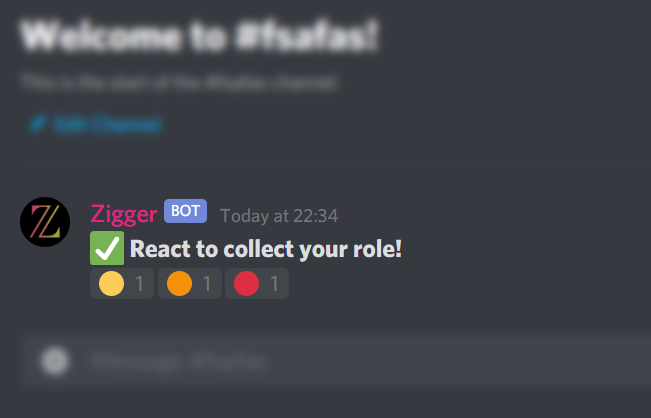 Welcome to #fsafas!
This is the start of the #fsafas channel.
Edit Channel
Zigger BOT Today at 22:34
✅ React to collect your role!
1 1 1
Message #fsafas